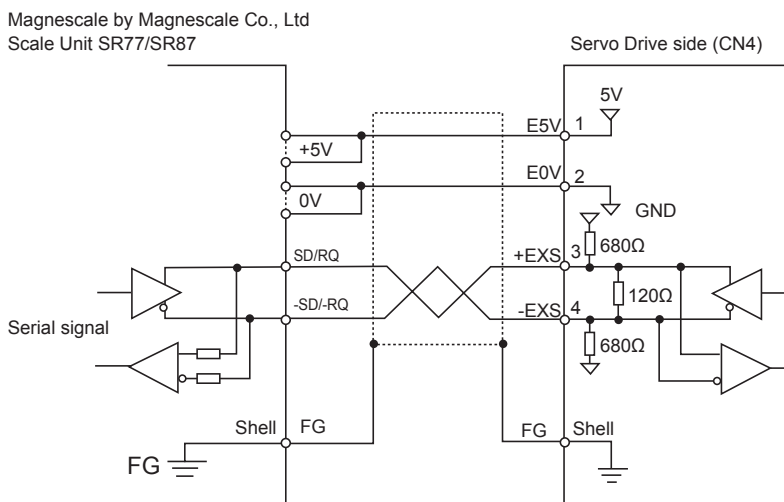 Magnescale by Magnescale Co., Ltd
Scale Unit SR77/SR87
Servo Drive side (CN4)
5V
E5V 1
+5V
E0V 2
0V
GND
680Ω
SD/RQ
+EXS 3
120Ω
-SD/-RQ
-EXS 4
Serial signal
680Ω
Shell FG
FG Shell
FG